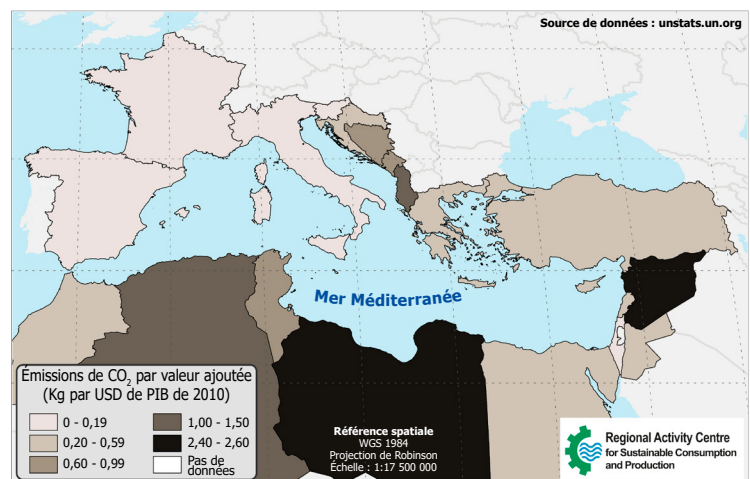 Source de données : unstats.un.org
Mer Méditerranée
Émissions de CO₂ par valeur ajoutée
(Kg par USD de PIB de 2010)
0 - 0,19
0,20 - 0,59
0,60 - 0,99
1,00 - 1,50
2,40 - 2,60
Pas de
données
Référence spatiale
WGS 1984
Projection de Robinson
Échelle : 1:17 500 000
Regional Activity Centre
for Sustainable Consumption
and Production